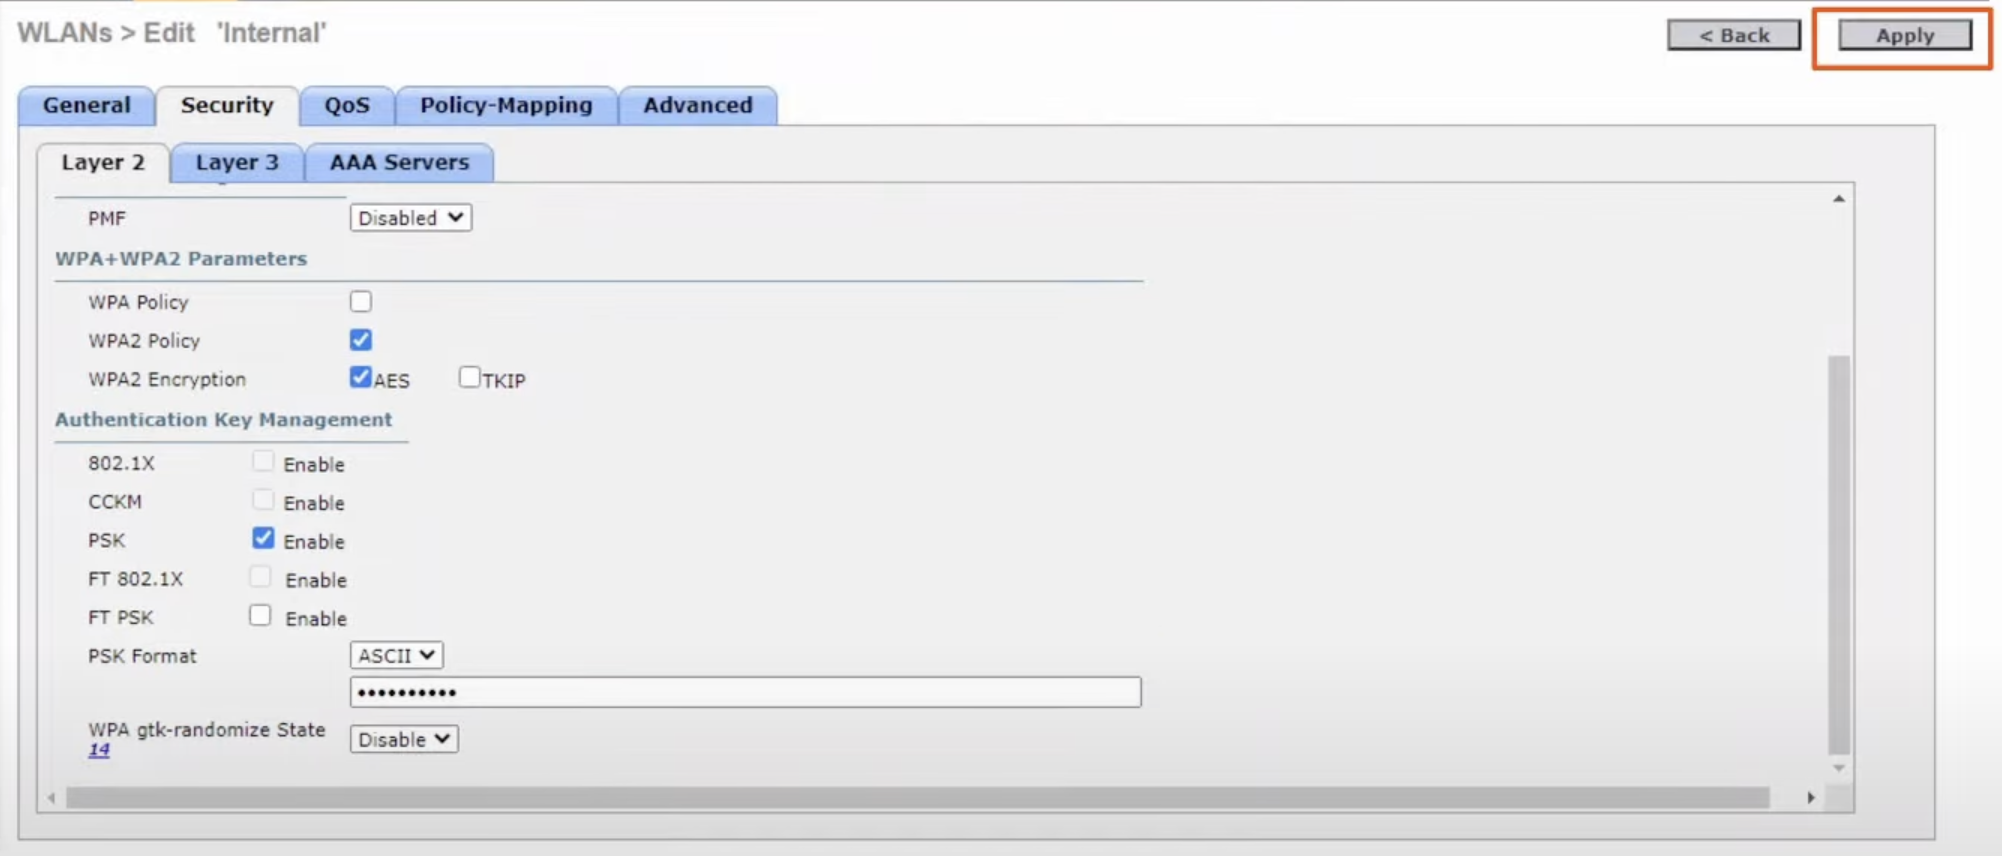 WLANs > Edit 'Internal'
< Back
Apply
General
Security
QoS
Policy-Mapping
Advanced
Layer 2
Layer 3
AAA Servers
PMF
Disabled
WPA+WPA2 Parameters
WPA Policy
WPA2 Policy
WPA2 Encryption
AES
TKIP
Authentication Key Management
802.1X
Enable
CCKM
Enable
PSK
Enable
FT 802.1X
Enable
FT PSK
Enable
PSK Format
ASCII
••••••••••
WPA gtk-randomize State
14
Disable